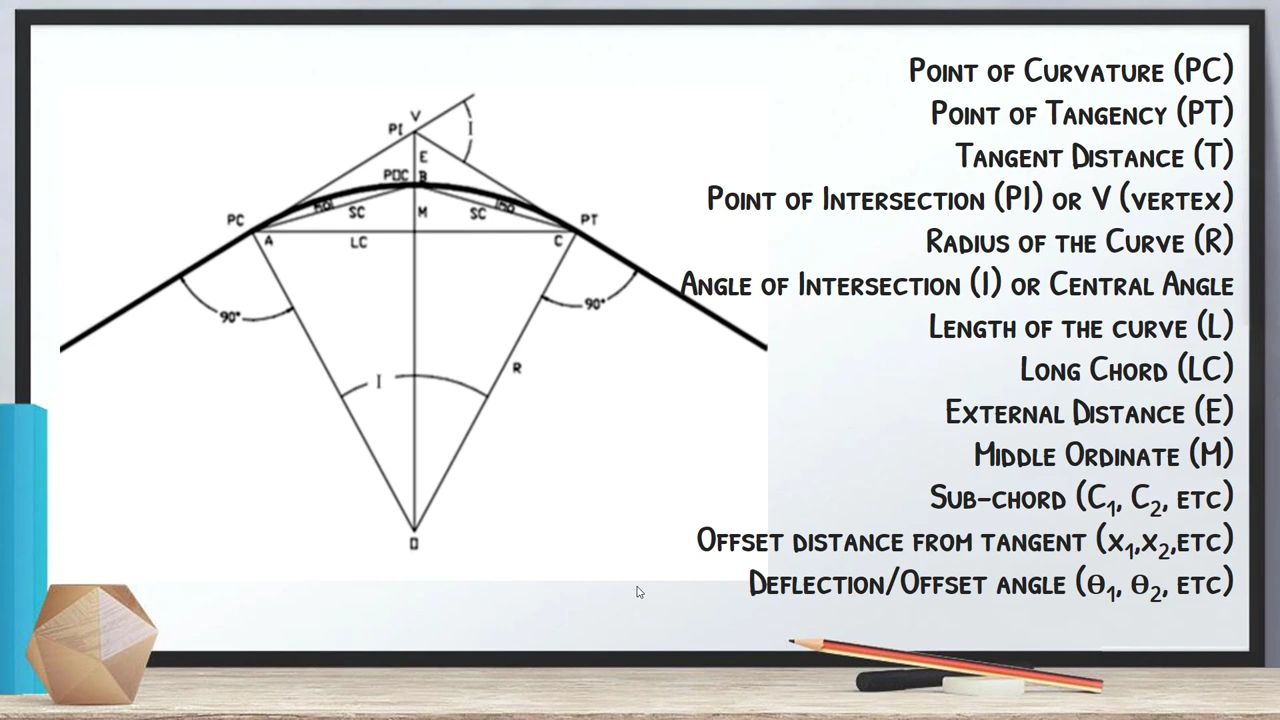 V
PI
I
E
POC
B
PC
SC
M
SC
PT
A
LC
C
90°
90°
R
I
O
Point of Curvature (PC)
Point of Tangency (PT)
Tangent Distance (T)
Point of Intersection (PI) or V (vertex)
Radius of the Curve (R)
Angle of Intersection (I) or Central Angle
Length of the curve (L)
Long Chord (LC)
External Distance (E)
Middle Ordinate (M)
Sub-chord (C₁, C₂, etc)
Offset distance from tangent (x₁,x₂,etc)
Deflection/Offset angle (Ө₁, Ө₂, etc)